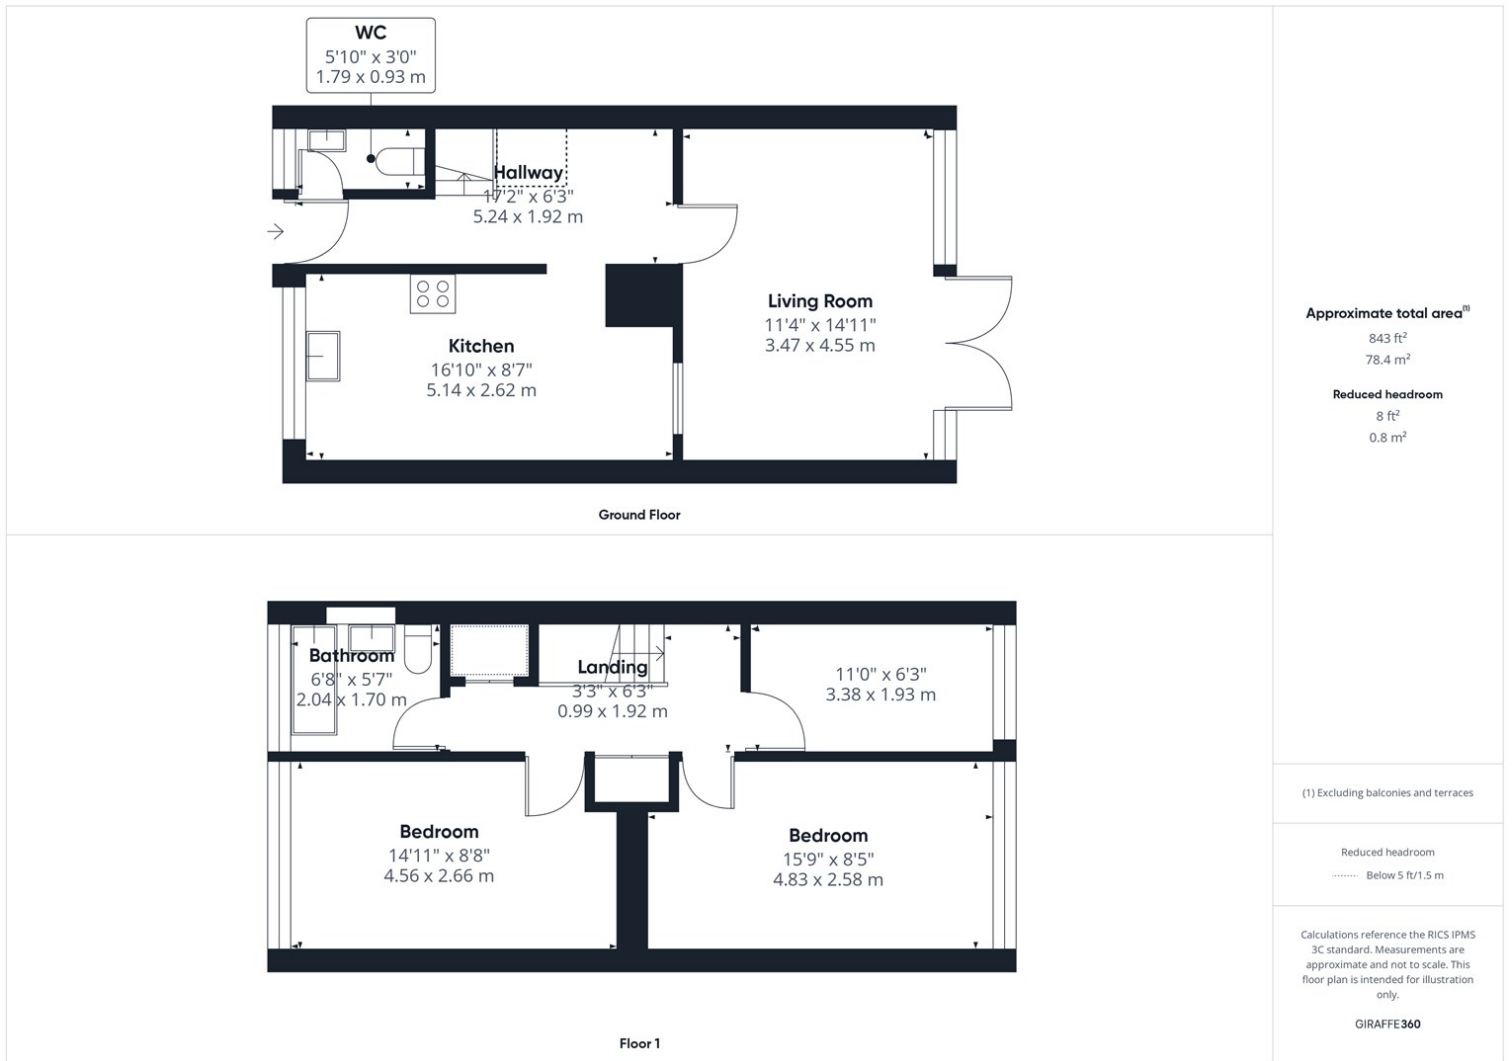 WC
5'10" x 3'0"
1.79 x 0.93 m
Hallway
17'2" x 6'3"
5.24 x 1.92 m
Living Room
11'4" x 14'11"
3.47 x 4.55 m
Kitchen
16'10" x 8'7"
5.14 x 2.62 m
Ground Floor
Bathroom
6'8" x 5'7"
2.04 x 1.70 m
Landing
3'3" x 6'3"
0.99 x 1.92 m
11'0" x 6'3"
3.38 x 1.93 m
Bedroom
14'11" x 8'8"
4.56 x 2.66 m
Bedroom
15'9" x 8'5"
4.83 x 2.58 m
Floor 1
Approximate total area(1)
843 ft²
78.4 m²
Reduced headroom
8 ft²
0.8 m²
(1) Excluding balconies and terraces
Reduced headroom
Below 5 ft/1.5 m
Calculations reference the RICS IPMS
3C standard. Measurements are
approximate and not to scale. This
floor plan is intended for illustration
only.
GIRAFFE360